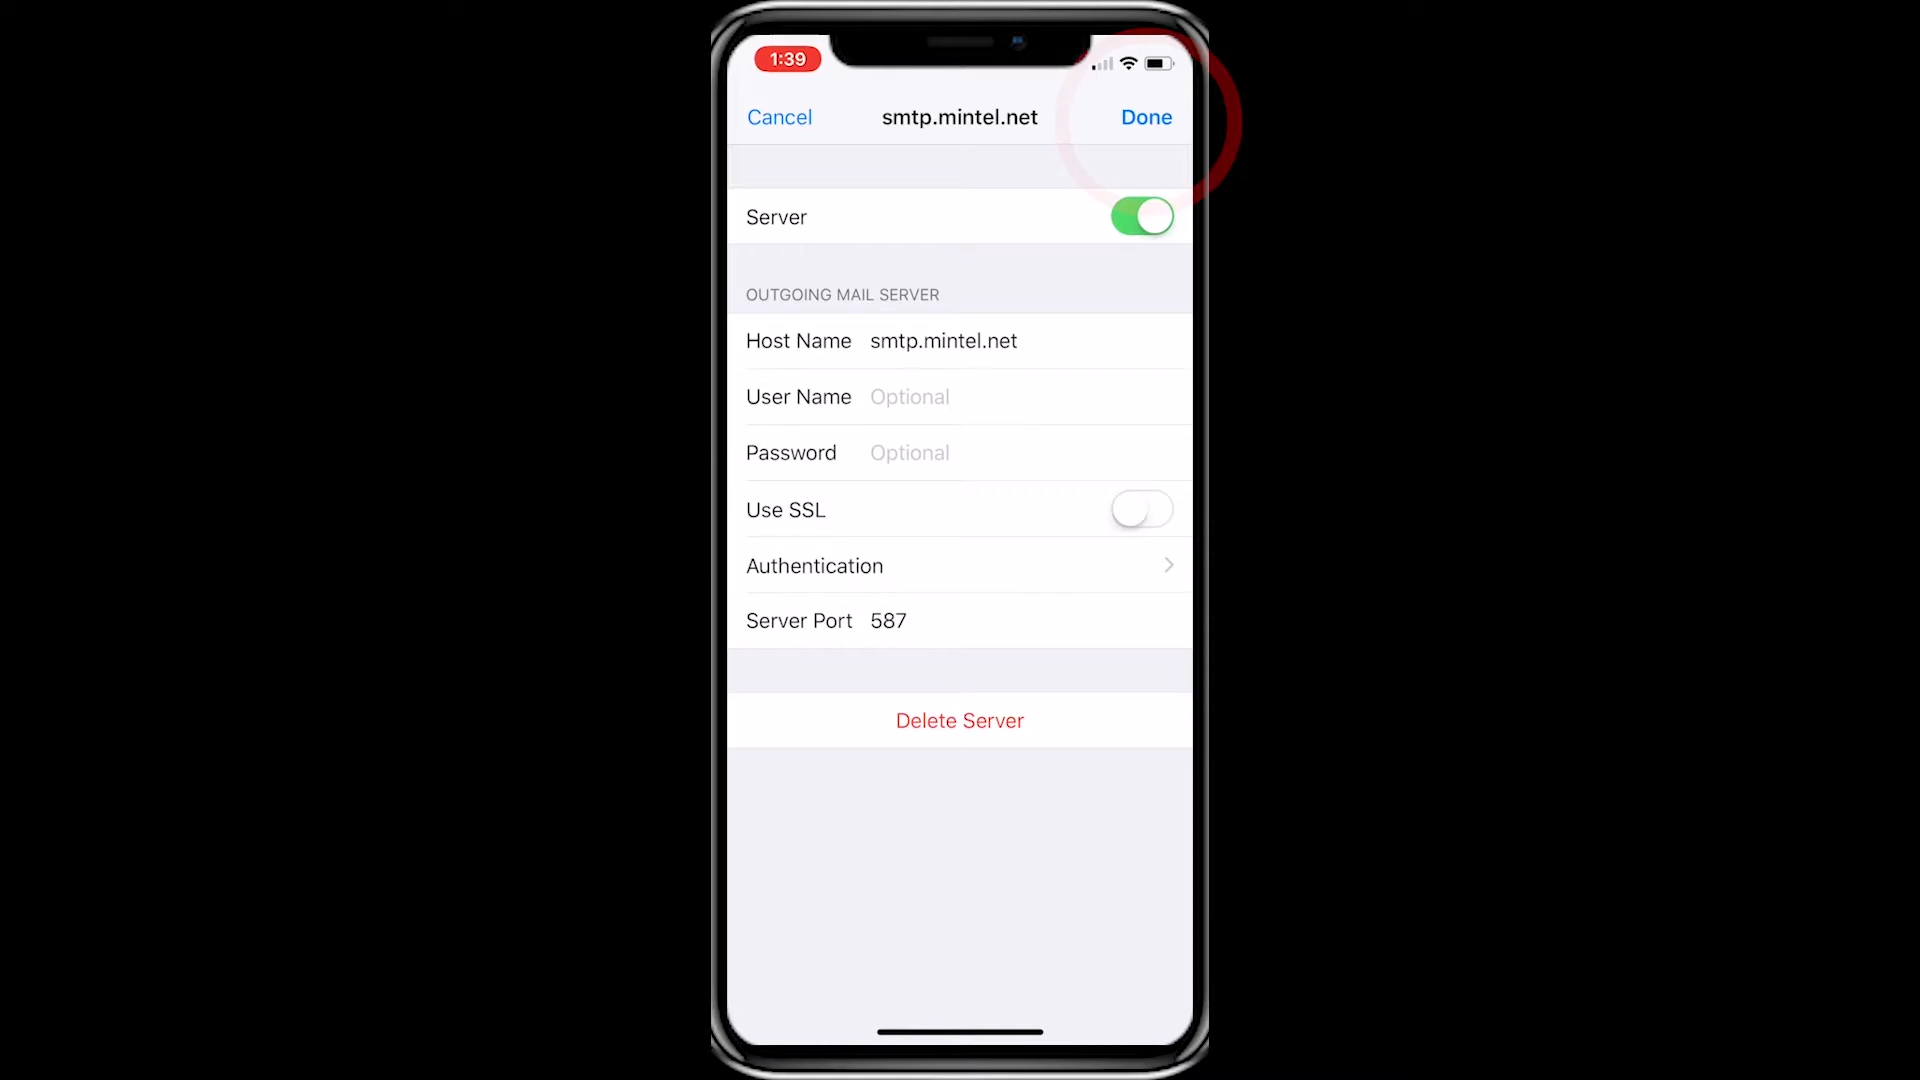 1:39
Cancel smtp.mintel.net Done
Server
OUTGOING MAIL SERVER
Host Name smtp.mintel.net
User Name Optional
Password Optional
Use SSL
Authentication
Server Port 587
Delete Server